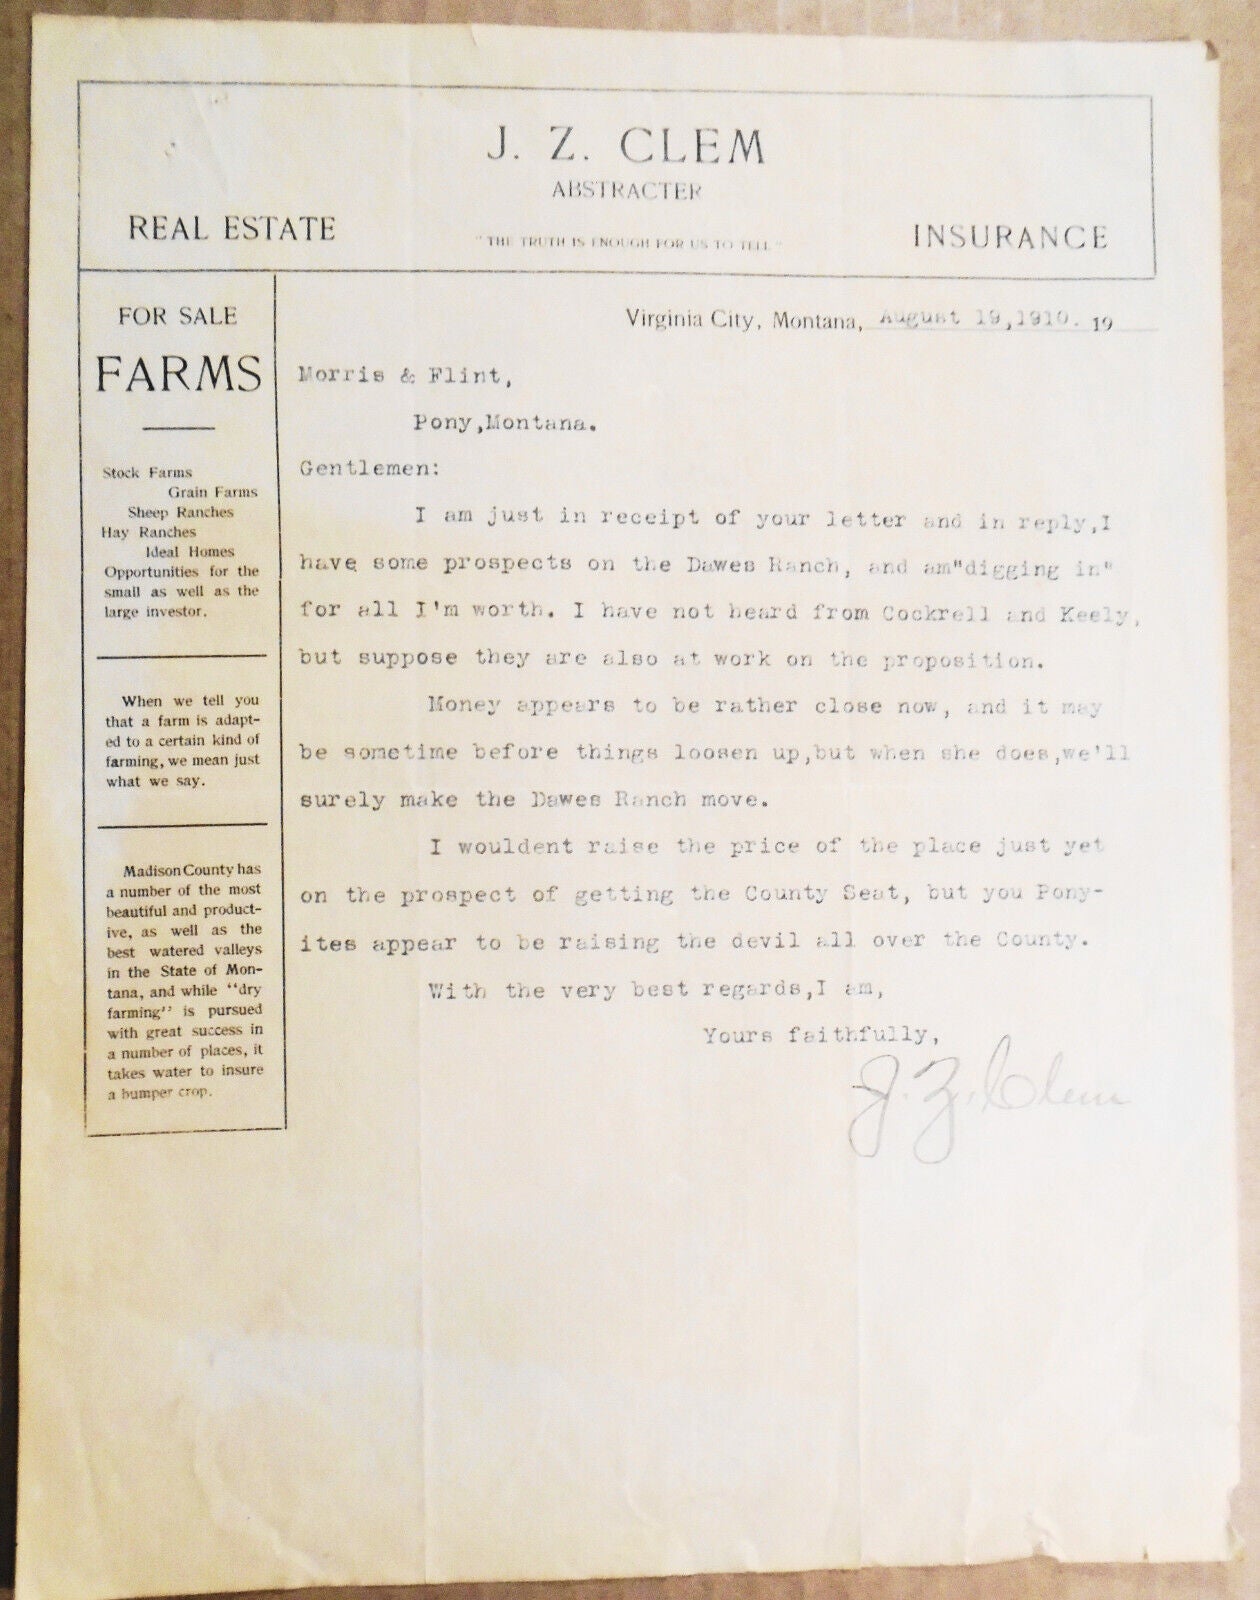 J. Z. CLEM
ABSTRACTER
REAL ESTATE
"THE TRUTH IS ENOUGH FOR US TO TELL"
INSURANCE
FOR SALE
FARMS
Stock Farms
Grain Farms
Sheep Ranches
Hay Ranches
Ideal Homes
Opportunities for the
small as well as the
large investor.
When we tell you
that a farm is adapt-
ed to a certain kind of
farming, we mean just
what we say.
Madison County has
a number of the most
beautiful and product-
ive, as well as the
best watered valleys
in the State of Mon-
tana, and while "dry
farming" is pursued
with great success in
a number of places, it
takes water to insure
a bumper crop.
Virginia City, Montana, August 19,1910. 19
Morris & Flint,
Pony,Montana.
Gentlemen:
I am just in receipt of your letter and in reply,I
have some prospects on the Dawes Ranch, and am"digging in"
for all I'm worth. I have not heard from Cockrell and Keely,
but suppose they are also at work on the proposition.
Money appears to be rather close now, and it may
be sometime before things loosen up,but when she does,we'll
surely make the Dawes Ranch move.
I wouldent raise the price of the place just yet
on the prospect of getting the County Seat, but you Pony-
ites appear to be raising the devil all over the County.
With the very best regards,I am,
Yours faithfully,
J. Z. Clem